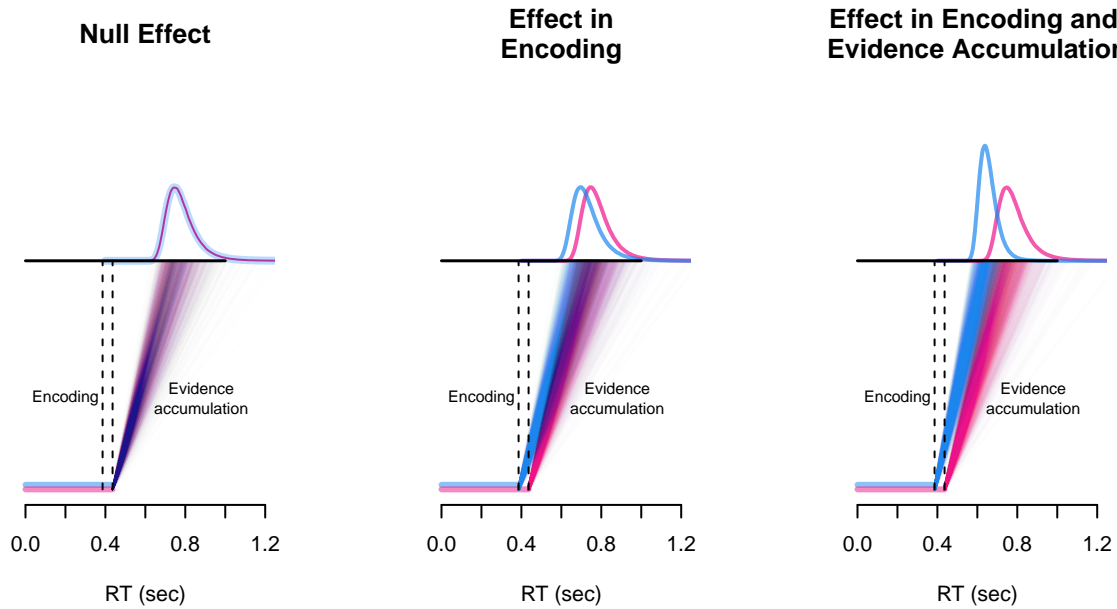 Null Effect
Effect in
Encoding
Effect in Encoding and
Evidence Accumulation
Encoding
Evidence
accumulation
Encoding
Evidence
accumulation
Encoding
Evidence
accumulation
0.0 0.4 0.8 1.2
0.0 0.4 0.8 1.2
0.0 0.4 0.8 1.2
RT (sec)
RT (sec)
RT (sec)